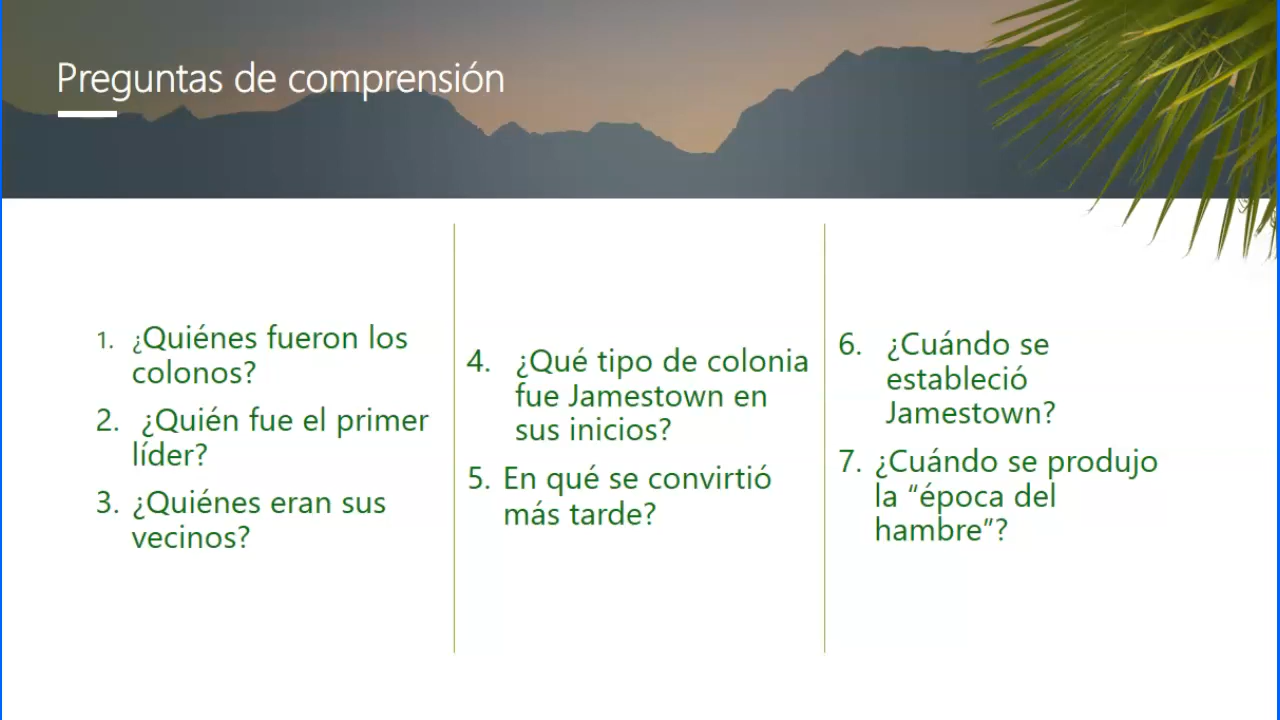 Preguntas de comprensión
1. ¿Quiénes fueron los
colonos?
2. ¿Quién fue el primer
líder?
3. ¿Quiénes eran sus
vecinos?
4. ¿Qué tipo de colonia
fue Jamestown en
sus inicios?
5. En qué se convirtió
más tarde?
6. ¿Cuándo se
estableció
Jamestown?
7. ¿Cuándo se produjo
la “época del
hambre”?